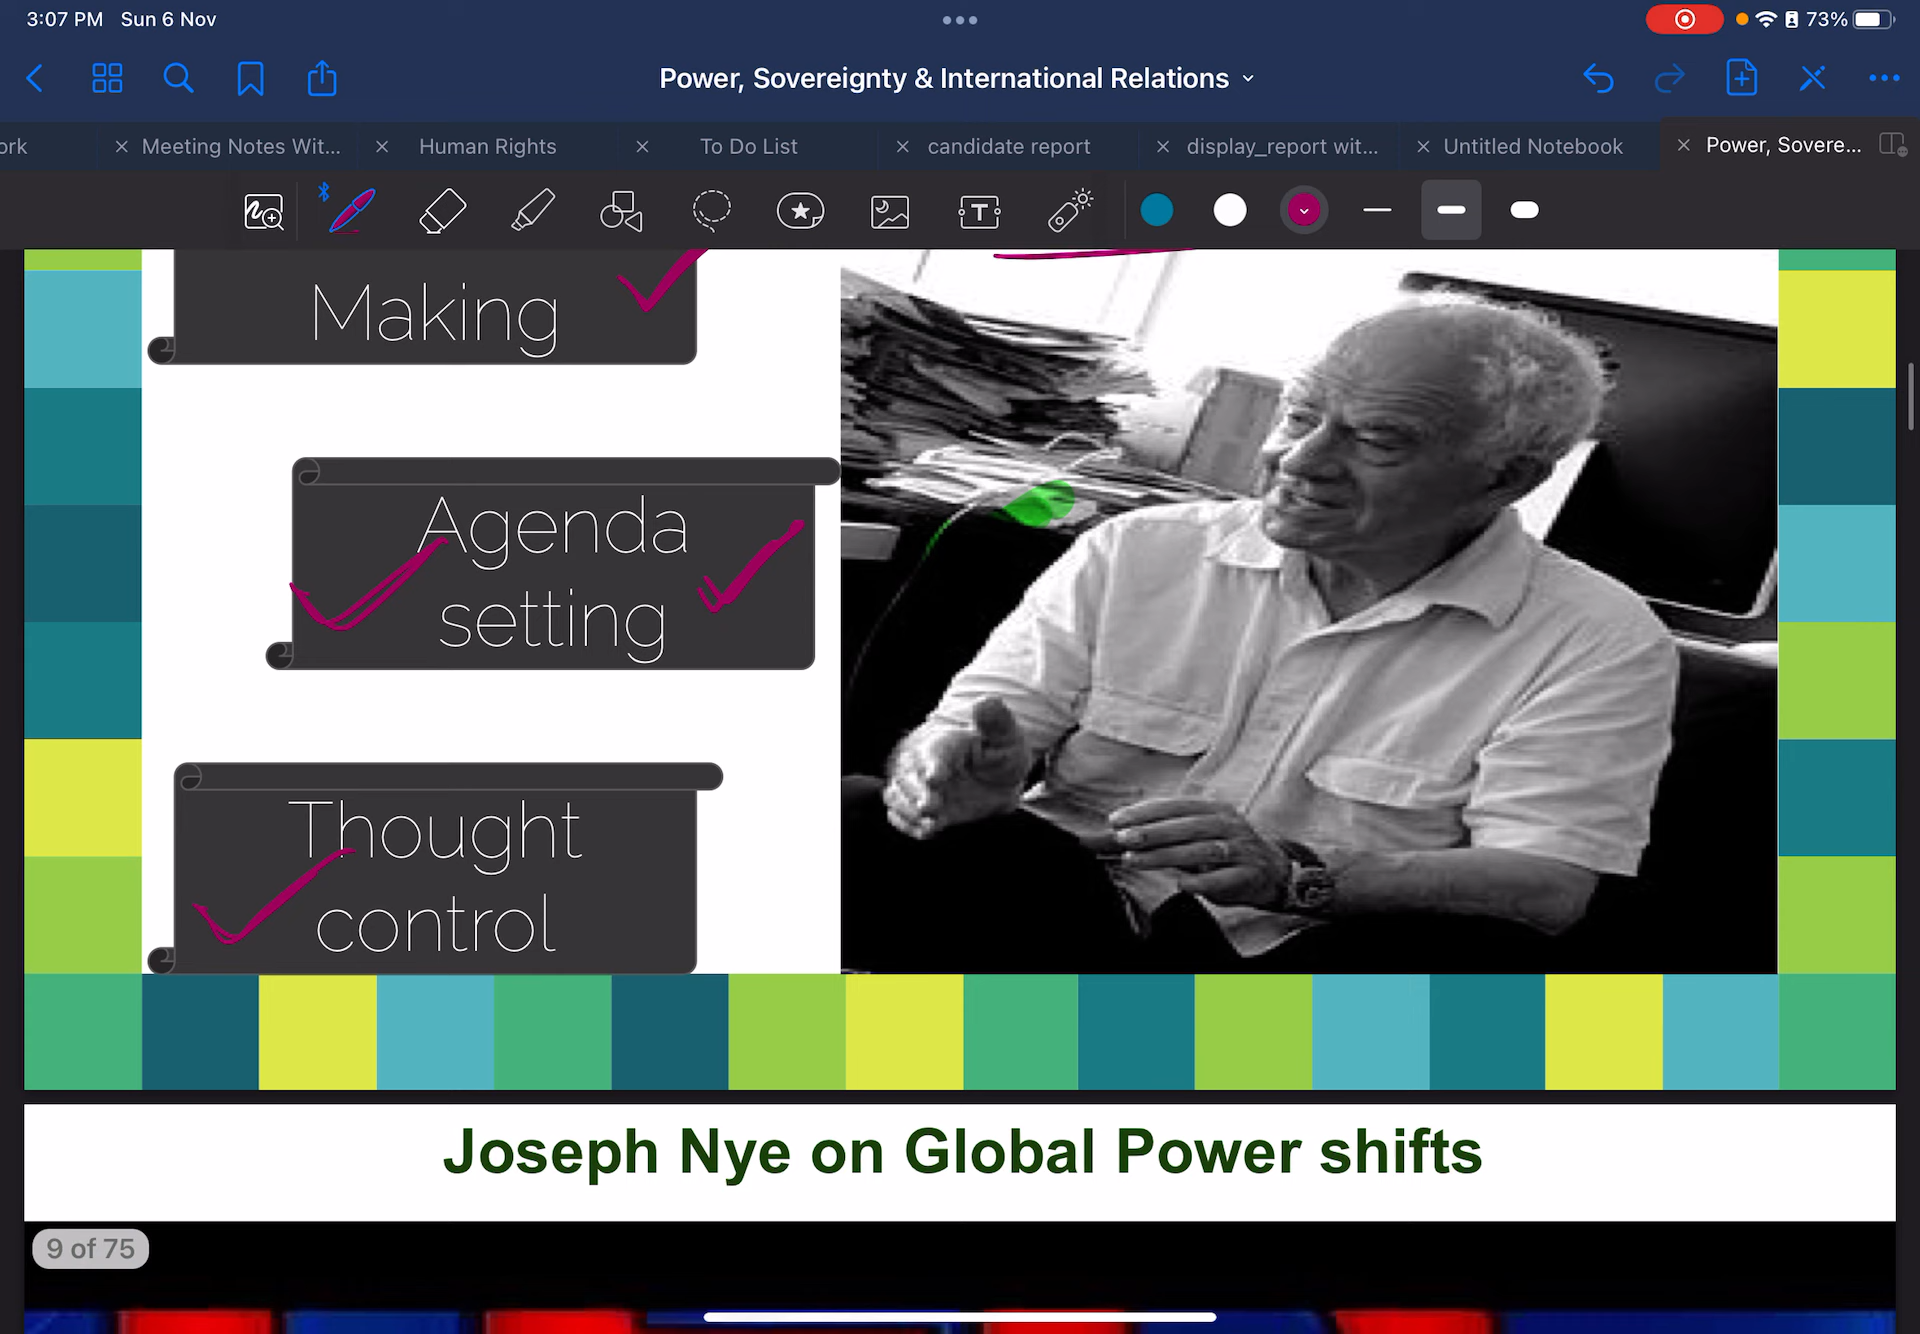 3:07 PM Sun 6 Nov
73%
Power, Sovereignty & International Relations
ork
Meeting Notes Wit...
Human Rights
To Do List
candidate report
display_report wit...
Untitled Notebook
Power, Sovere...
T
Making
Agenda
setting
Thought
control
Joseph Nye on Global Power shifts
9 of 75